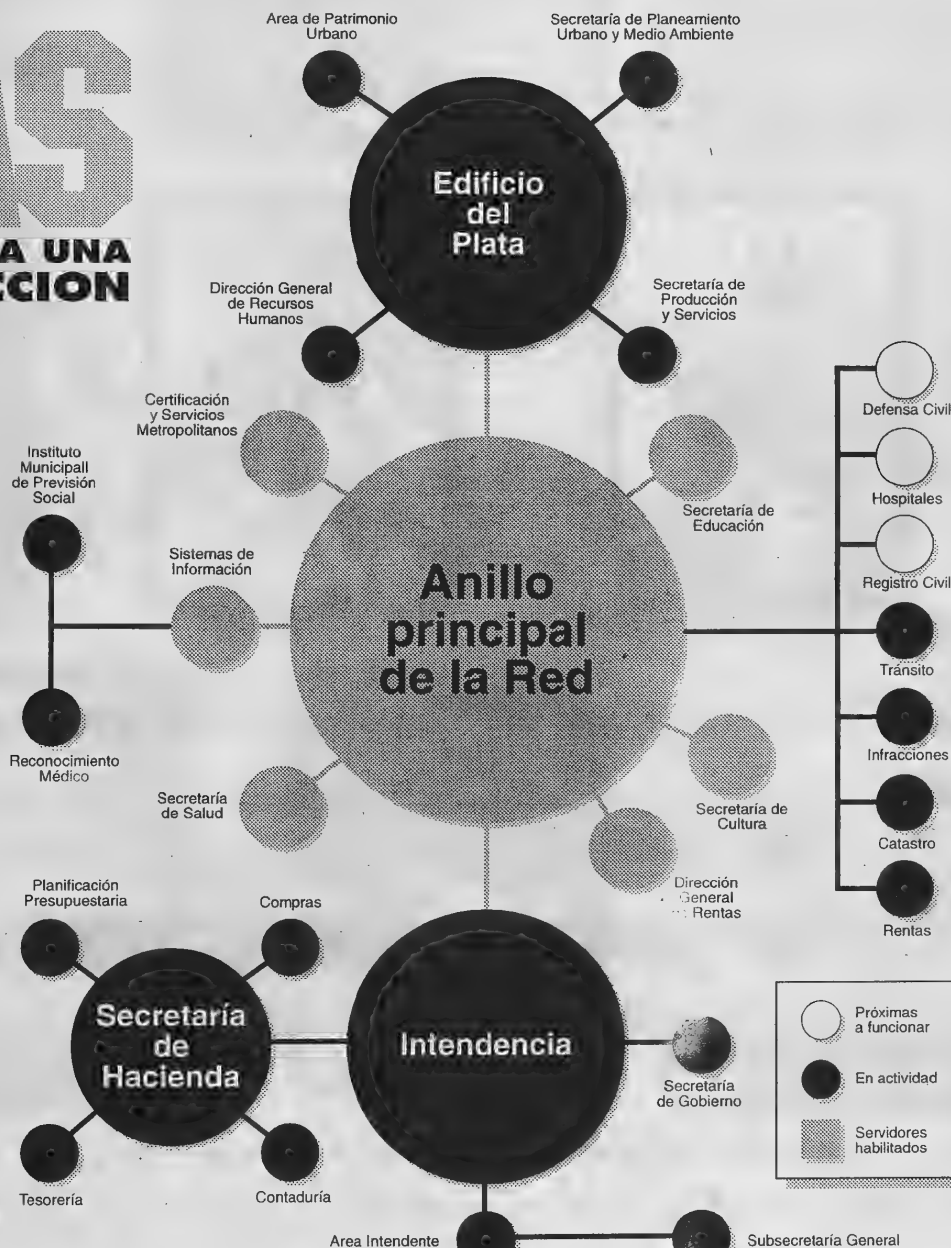 Area de Patrimonio
Urbano
Secretaría de Planeamiento
Urbano y Medio Ambiente
AS
A UNA
CCION
Edificio
del
Plata
Dirección General
de Recursos
Humanos
Secretaría de
Producción
y Servicios
Certificación
y Servicios
Metropolitanos
Defensa Civil
Instituto
Municipall
de Previsión
Social
Secretaría de
Educación
Hospitales
Sistemas de
Información
Anillo
principal
de la Red
Registro Civil
Tránsito
Infracciones
Reconocimiento
Médico
Secretaría
de Salud
Secretaría de
Cultura
Catastro
Dirección
General
Rentas
Rentas
Planificación
Presupuestaria
Compras
Secretaría
de
Hacienda
Intendencia
Secretaría
de Gobierno
Próximas
a funcionar
En actividad
Servidores
habilitados
Tesorería
Contaduría
Area Intendente
Subsecretaría General